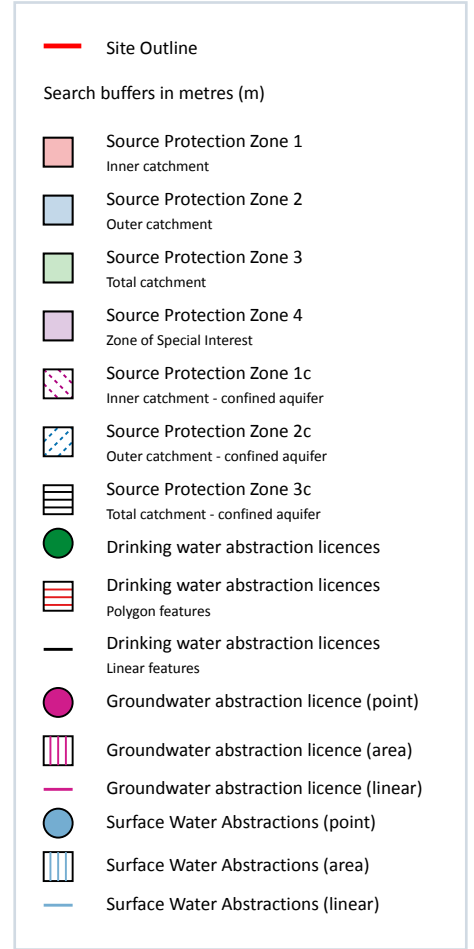 Site Outline
Search buffers in metres (m)
Source Protection Zone 1
Inner catchment
Source Protection Zone 2
Outer catchment
Source Protection Zone 3
Total catchment
Source Protection Zone 4
Zone of Special Interest
Source Protection Zone 1c
Inner catchment - confined aquifer
Source Protection Zone 2c
Outer catchment - confined aquifer
Source Protection Zone 3c
Total catchment - confined aquifer
Drinking water abstraction licences
Drinking water abstraction licences
Polygon features
Drinking water abstraction licences
Linear features
Groundwater abstraction licence (point)
Groundwater abstraction licence (area)
Groundwater abstraction licence (linear)
Surface Water Abstractions (point)
Surface Water Abstractions (area)
Surface Water Abstractions (linear)